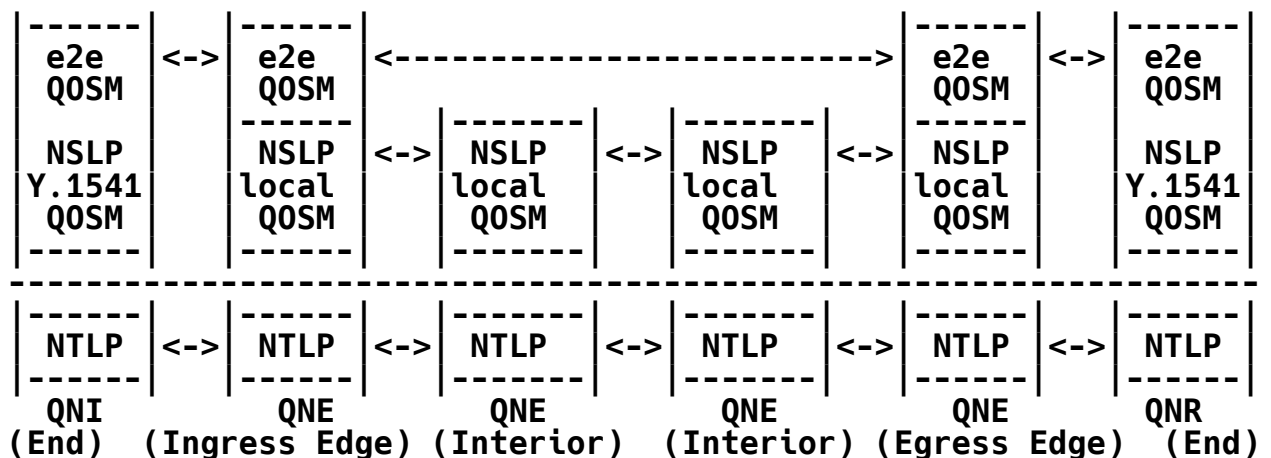 |------|   |------|                           |------|   |------|
| e2e  |<->| e2e  |<------------------------->| e2e  |<->| e2e  |
| QOSM |   | QOSM |                           | QOSM |   | QOSM |
|      |   |------|   |-------|   |-------|   |------|   |      |
| NSLP |   | NSLP |<->| NSLP  |<->| NSLP  |<->| NSLP |   | NSLP |
|Y.1541|   |local |   |local  |   |local  |   |local |   |Y.1541|
| QOSM |   | QOSM |   | QOSM  |   | QOSM  |   | QOSM |   | QOSM |
|------|   |------|   |-------|   |-------|   |------|   |------|
-----------------------------------------------------------------
|------|   |------|   |-------|   |-------|   |------|   |------|
| NTLP |<->| NTLP |<->| NTLP  |<->| NTLP  |<->| NTLP |<->| NTLP |
|------|   |------|   |-------|   |-------|   |------|   |------|
  QNI         QNE        QNE         QNE         QNE       QNR
(End)  (Ingress Edge) (Interior)  (Interior) (Egress Edge)  (End)